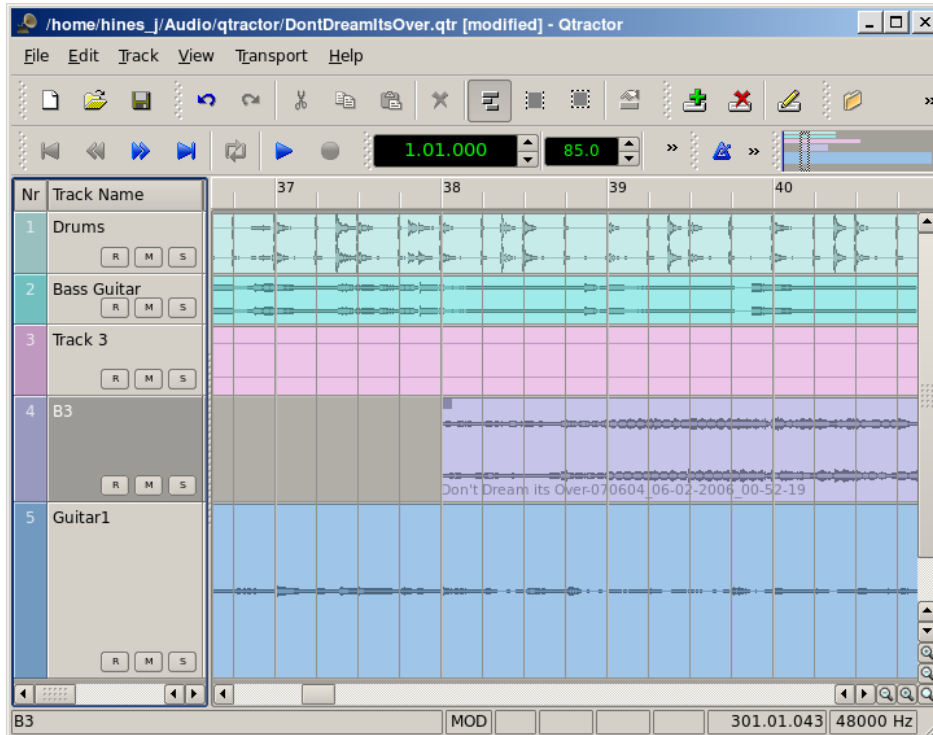 /home/hines_j/Audio/qtractor/DontDreamItsOver.qtr [modified] - Qtractor
File Edit Track View Transport Help
1.01.000 85.0
Nr Track Name 37 38 39 40
1 Drums
R M S
2 Bass Guitar
R M S
3 Track 3
R M S
4 B3
R M S
Don't Dream its Over-070604_06-02-2006_00-52-19
5 Guitar1
R M S
B3 MOD 301.01.043 48000 Hz